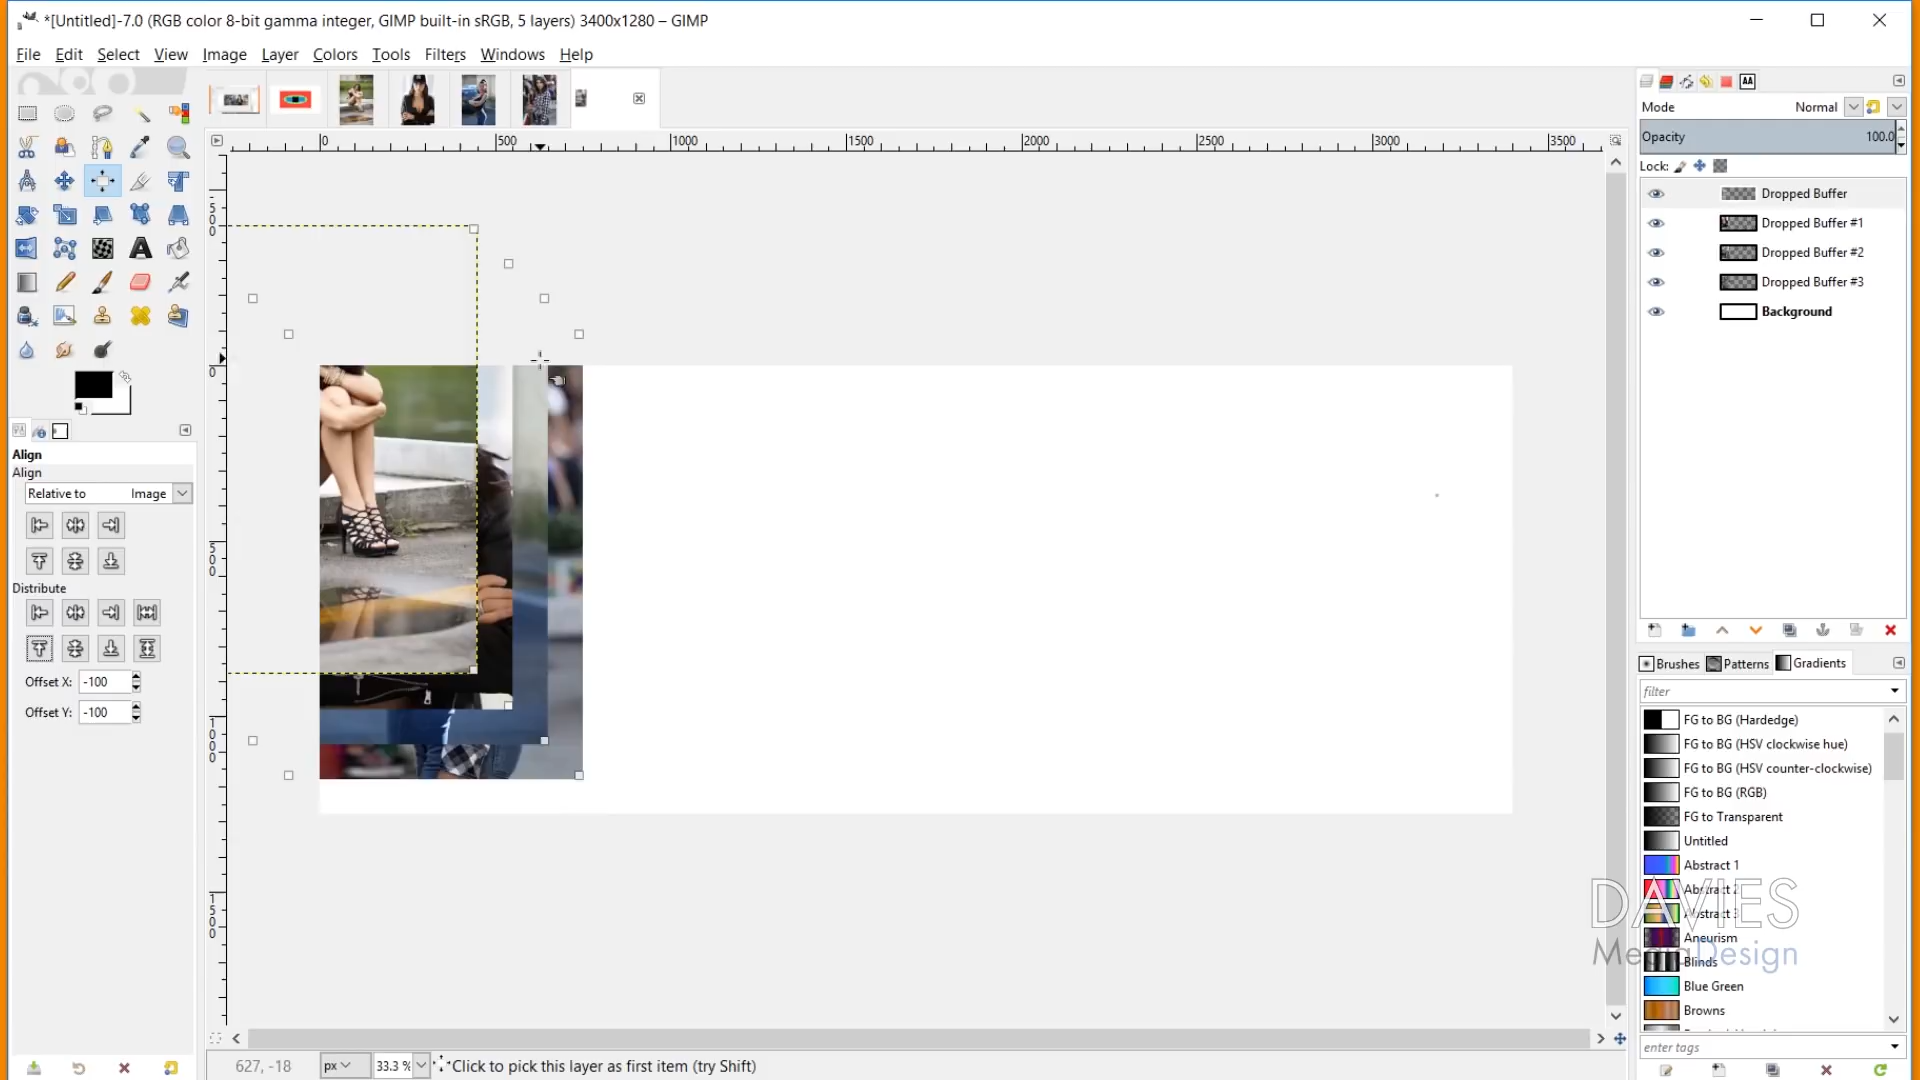 *[Untitled]-7.0 (RGB color 8-bit gamma integer, GIMP built-in sRGB, 5 layers) 3400x1280 – GIMP
File Edit Select View Image Layer Colors Tools Filters Windows Help
Mode Normal
Opacity 100.0
Lock:
0 500 1000 1500 2000 2500 3000 3500
Dropped Buffer
Dropped Buffer #1
Dropped Buffer #2
Dropped Buffer #3
Background
Align
Align
Relative to Image
Distribute
Offset X: -100
Offset Y: -100
Brushes Patterns Gradients
filter
FG to BG (Hardedge)
FG to BG (HSV clockwise hue)
FG to BG (HSV counter-clockwise)
FG to BG (RGB)
FG to Transparent
Untitled
Abstract 1
Abstract 2
Abstract 3
Aneurism
Blinds
Blue Green
Browns
DAVIES
MediaDesign
enter tags
627, -18 px 33.3 % Click to pick this layer as first item (try Shift)